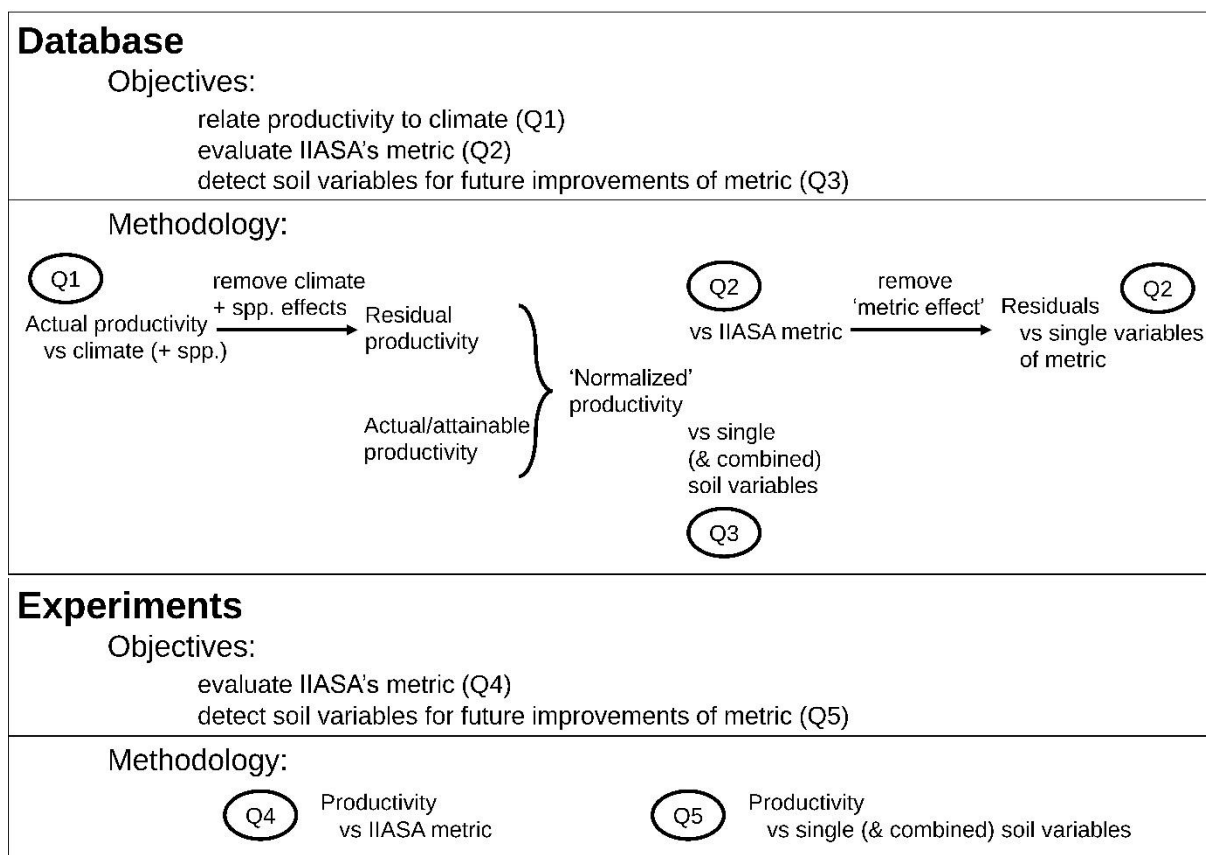 Database
Objectives:
relate productivity to climate (Q1)
evaluate IIASA's metric (Q2)
detect soil variables for future improvements of metric (Q3)
Methodology:
Q1
Actual productivity
vs climate (+ spp.)
remove climate
+ spp. effects
Residual
productivity
Actual/attainable
productivity
'Normalized'
productivity
Q2
vs IIASA metric
remove
'metric effect'
Residuals
vs single variables
of metric
Q2
vs single
(& combined)
soil variables
Q3
Experiments
Objectives:
evaluate IIASA's metric (Q4)
detect soil variables for future improvements of metric (Q5)
Methodology:
Q4
Productivity
vs IIASA metric
Q5
Productivity
vs single (& combined) soil variables